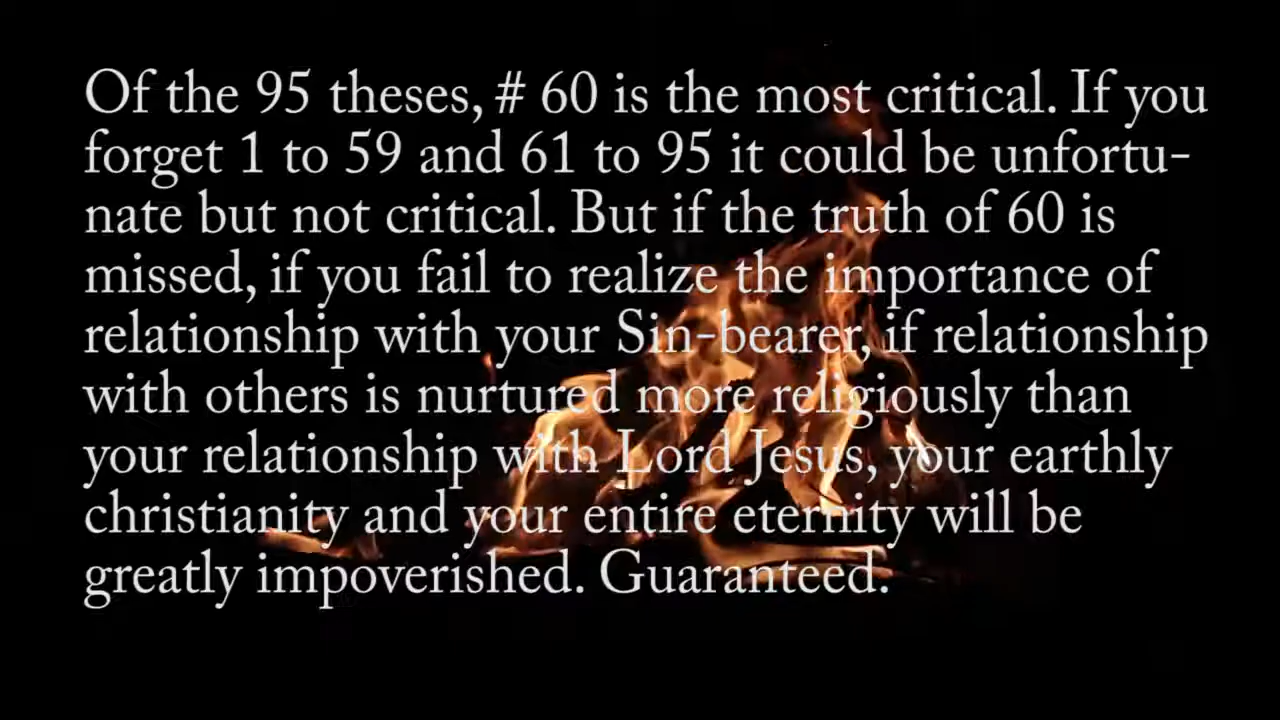 Of the 95 theses, # 60 is the most critical. If you
forget 1 to 59 and 61 to 95 it could be unfortu-
nate but not critical. But if the truth of 60 is
missed, if you fail to realize the importance of
relationship with your Sin-bearer, if relationship
with others is nurtured more religiously than
your relationship with Lord Jesus, your earthly
christianity and your entire eternity will be
greatly impoverished. Guaranteed.